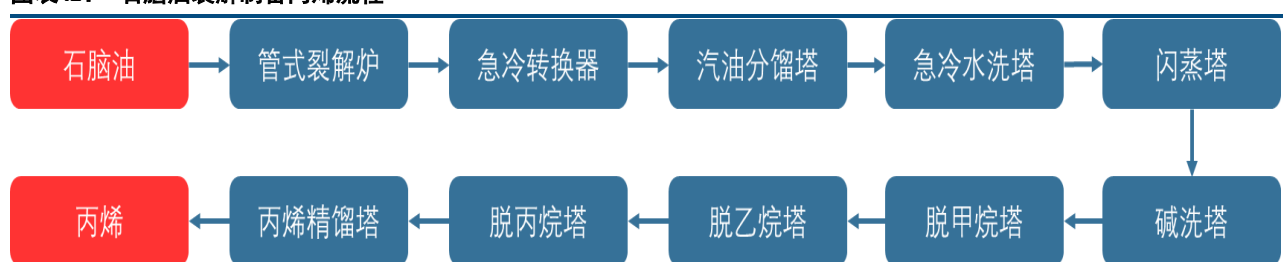 石脑油
管式裂解炉
急冷转换器
汽油分馏塔
急冷水洗塔
闪蒸塔
碱洗塔
脱甲烷塔
脱乙烷塔
脱丙烷塔
丙烯精馏塔
丙烯